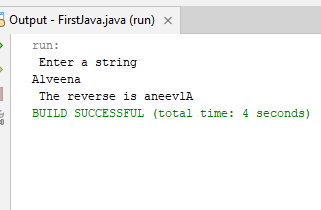 Output - FirstJava.java (run)
run:
Enter a string
Alveena
The reverse is aneevlA
BUILD SUCCESSFUL (total time: 4 seconds)